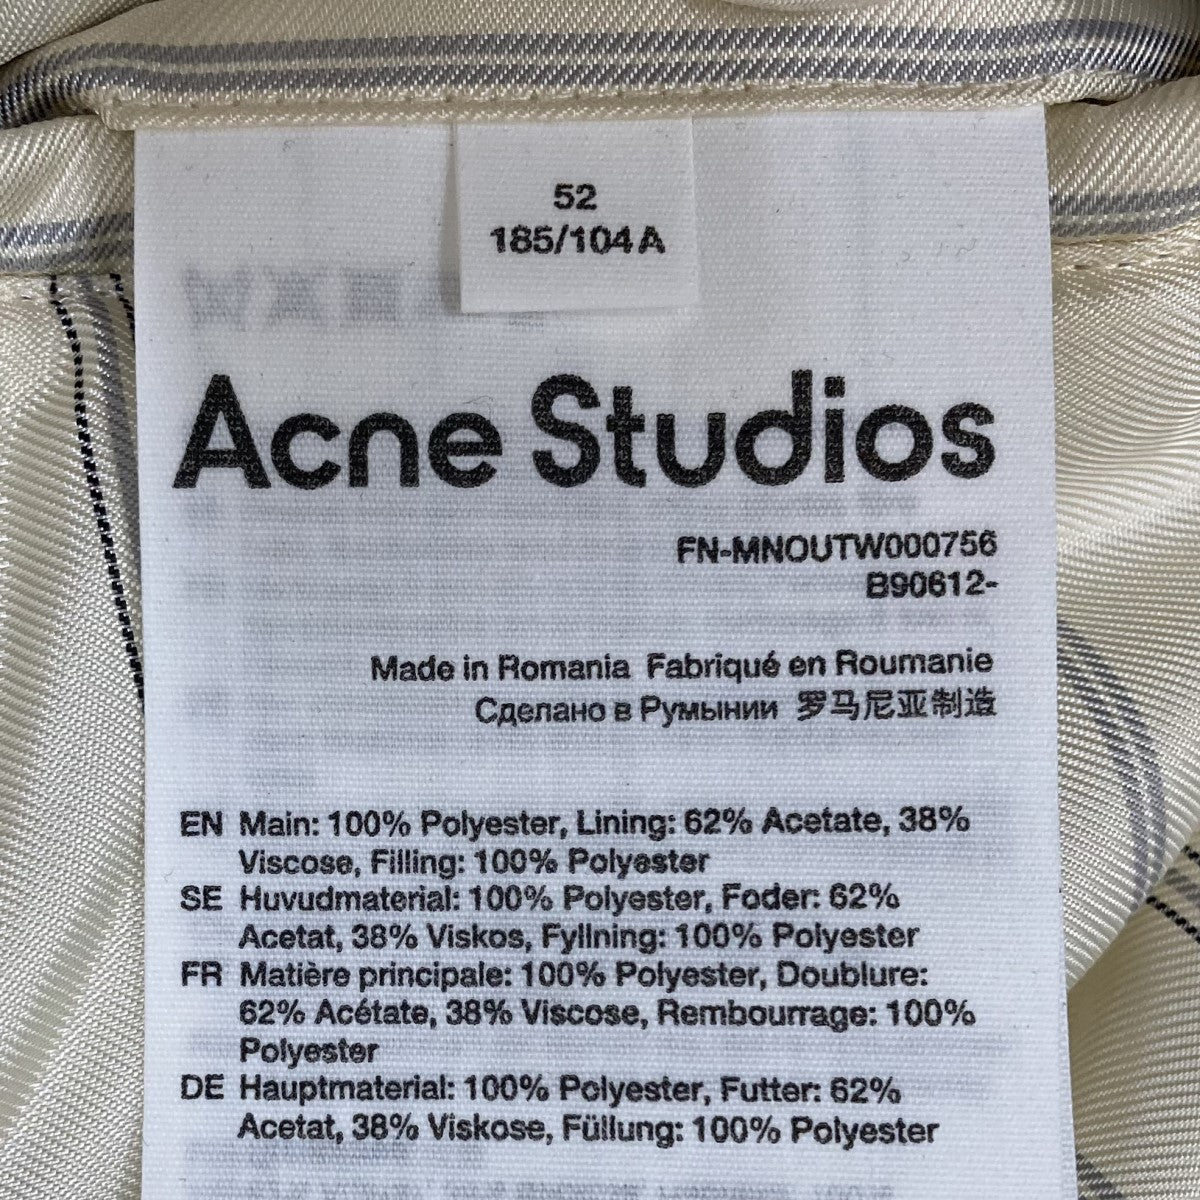 52
185/104A
Acne Studios
FN-MNOUTW000756
B90612-
Made in Romania Fabriqué en Roumanie
Сделано в Румынии 罗马尼亚制造
EN Main: 100% Polyester, Lining: 62% Acetate, 38%
Viscose, Filling: 100% Polyester
SE Huvudmaterial: 100% Polyester, Foder: 62%
Acetat, 38% Viskos, Fyllning: 100% Polyester
FR Matière principale: 100% Polyester, Doublure:
62% Acétate, 38% Viscose, Rembourrage: 100%
Polyester
DE Hauptmaterial: 100% Polyester, Futter: 62%
Acetat, 38% Viskose, Füllung: 100% Polyester